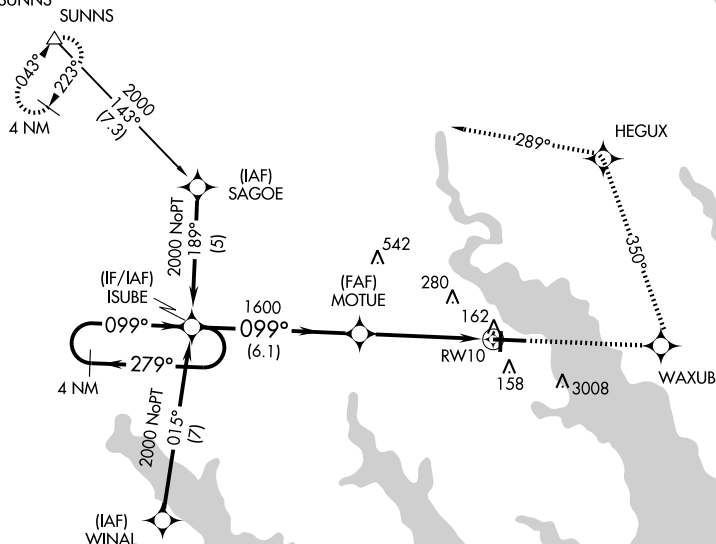 SUNNS
SUNNS
043°
223°
4 NM
2000
143°
(7.3)
HEGUX
289°
(IAF)
SAGOE
2000 NoPT
189°
(5)
350°
542
(IF/IAF)
ISUBE
(FAF)
MOTUE
280
1600
099°
099°
(6.1)
162
279°
RW10
4 NM
WAXUB
158
3008
2000 NoPT
015°
(7)
(IAF)
WINAL